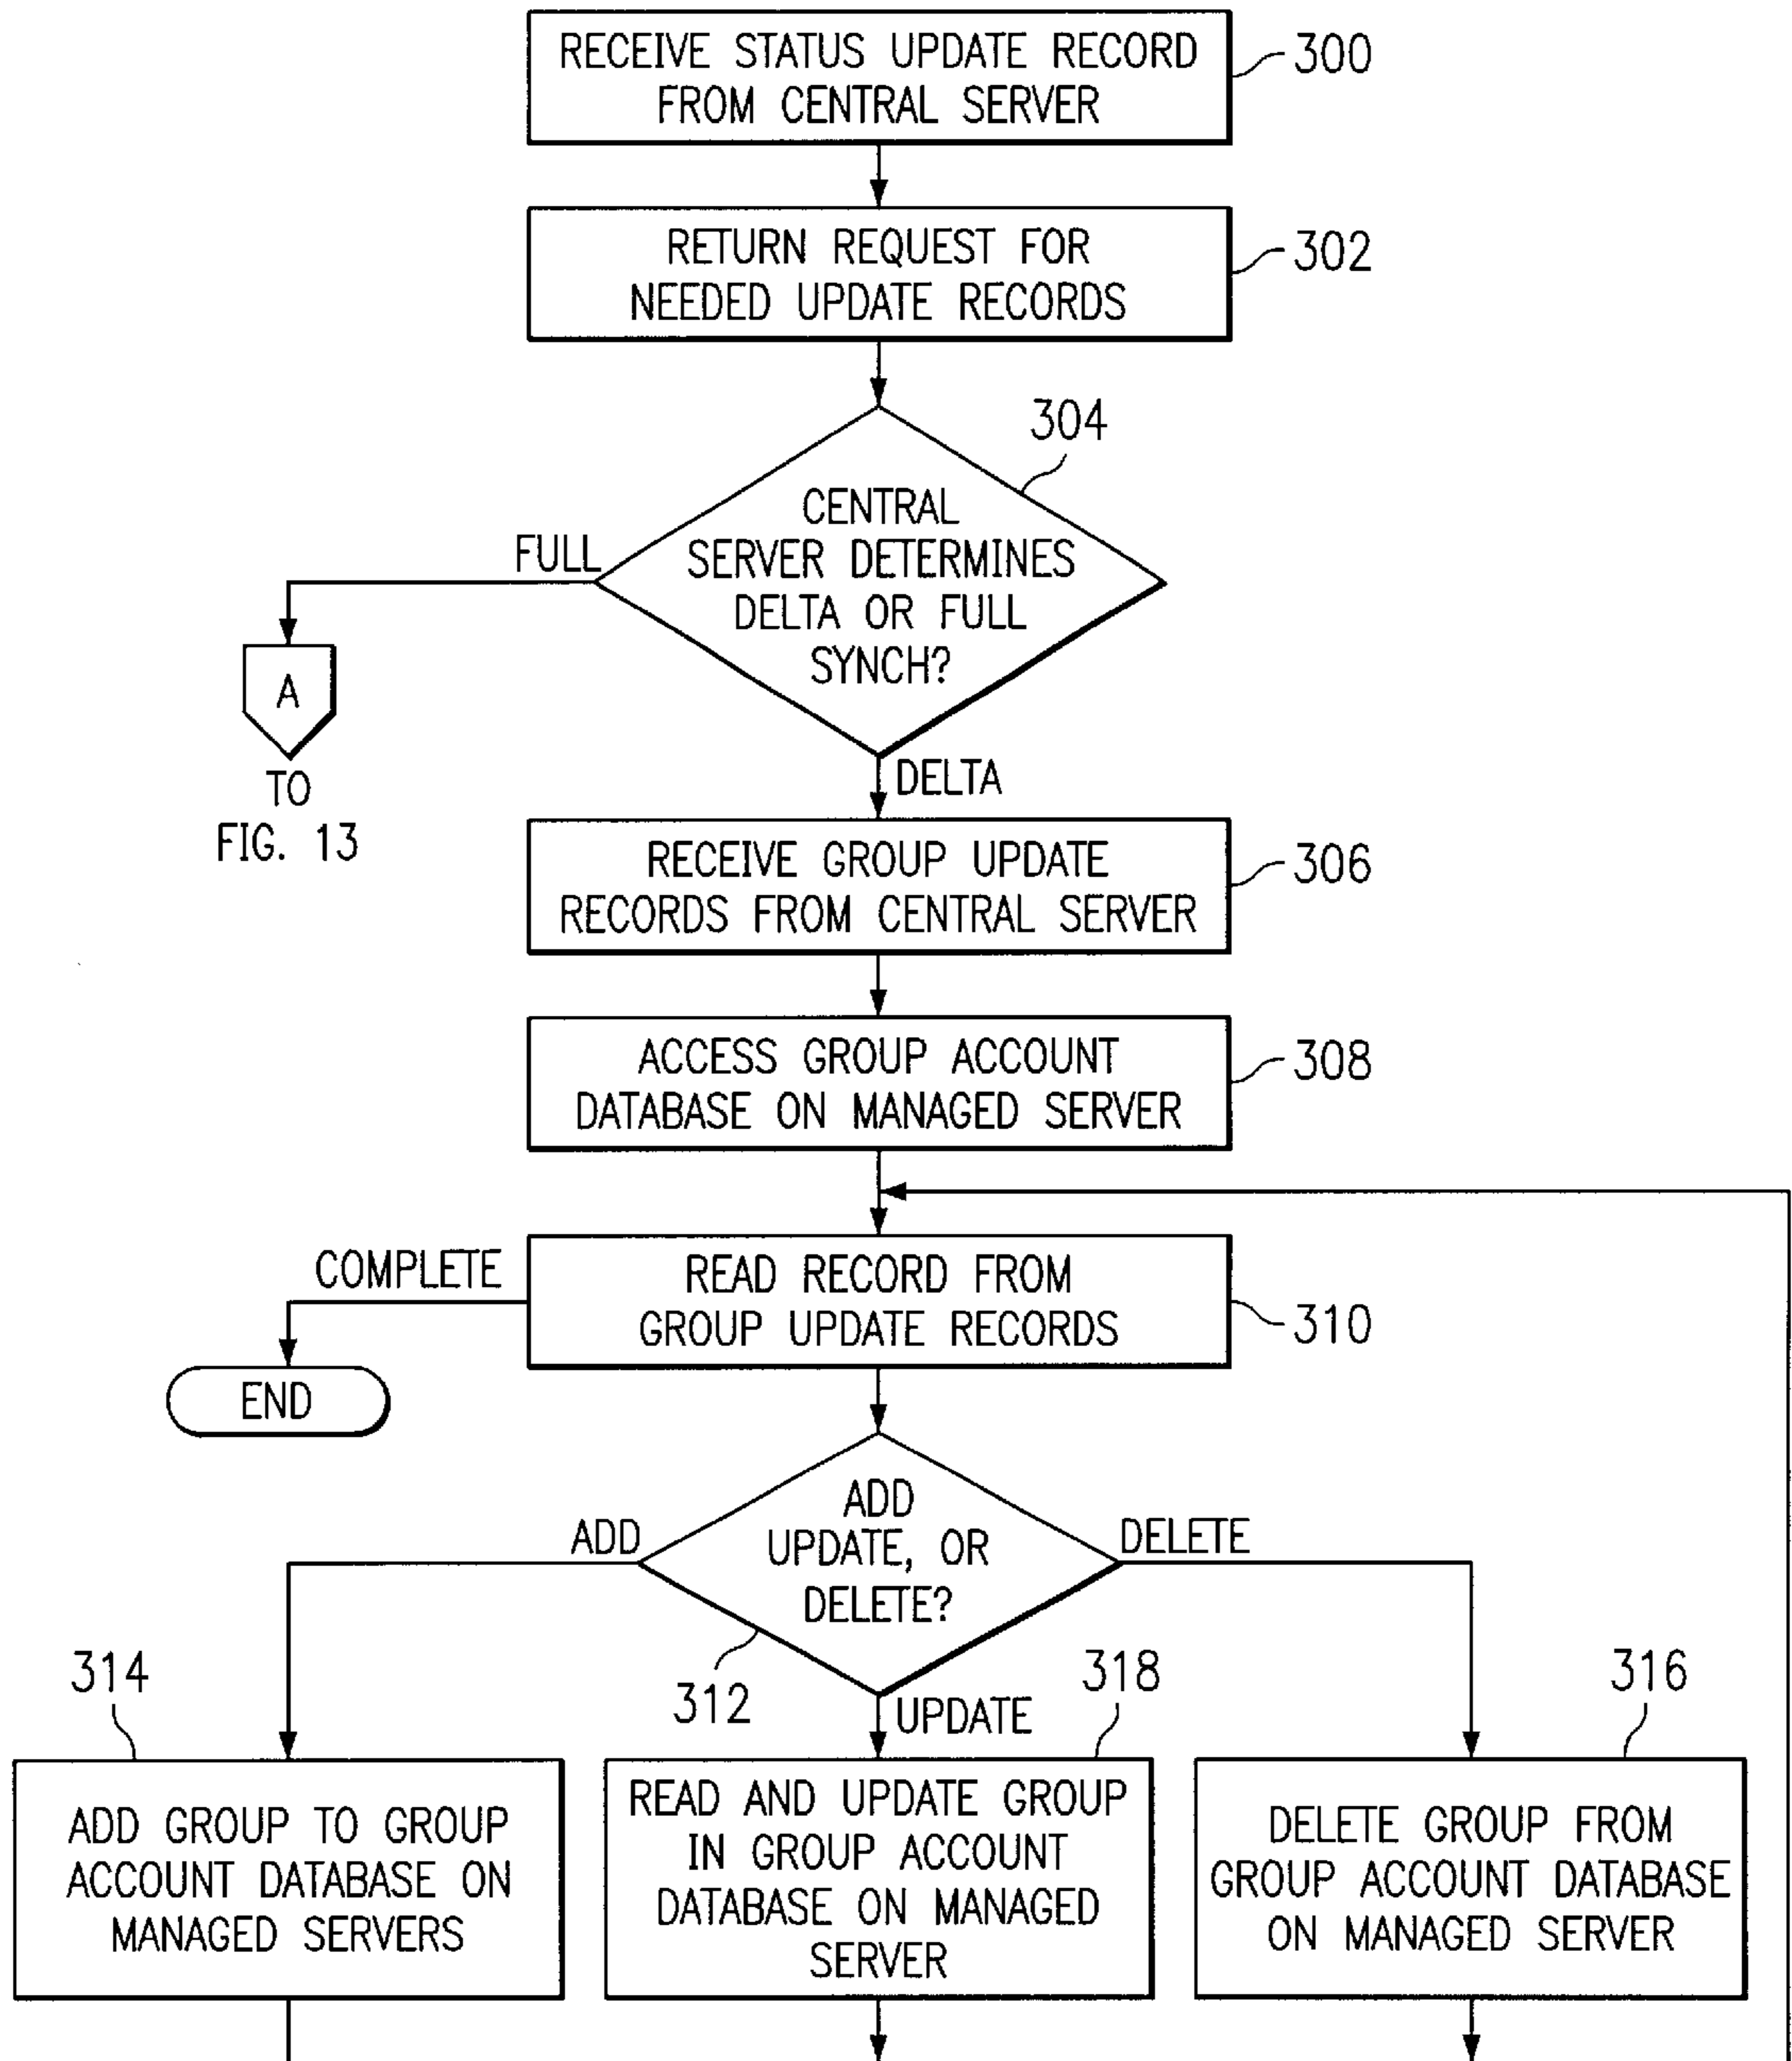 RECEIVE STATUS UPDATE RECORD
FROM CENTRAL SERVER
300
RETURN REQUEST FOR
NEEDED UPDATE RECORDS
302
304
CENTRAL
SERVER DETERMINES
DELTA OR FULL
SYNCH?
FULL
A
TO
FIG. 13
DELTA
RECEIVE GROUP UPDATE
RECORDS FROM CENTRAL SERVER
306
ACCESS GROUP ACCOUNT
DATABASE ON MANAGED SERVER
308
COMPLETE
READ RECORD FROM
GROUP UPDATE RECORDS
310
END
ADD
UPDATE, OR
DELETE?
ADD
DELETE
312
UPDATE
314
318
316
ADD GROUP TO GROUP
ACCOUNT DATABASE ON
MANAGED SERVERS
READ AND UPDATE GROUP
IN GROUP ACCOUNT
DATABASE ON MANAGED
SERVER
DELETE GROUP FROM
GROUP ACCOUNT DATABASE
ON MANAGED SERVER